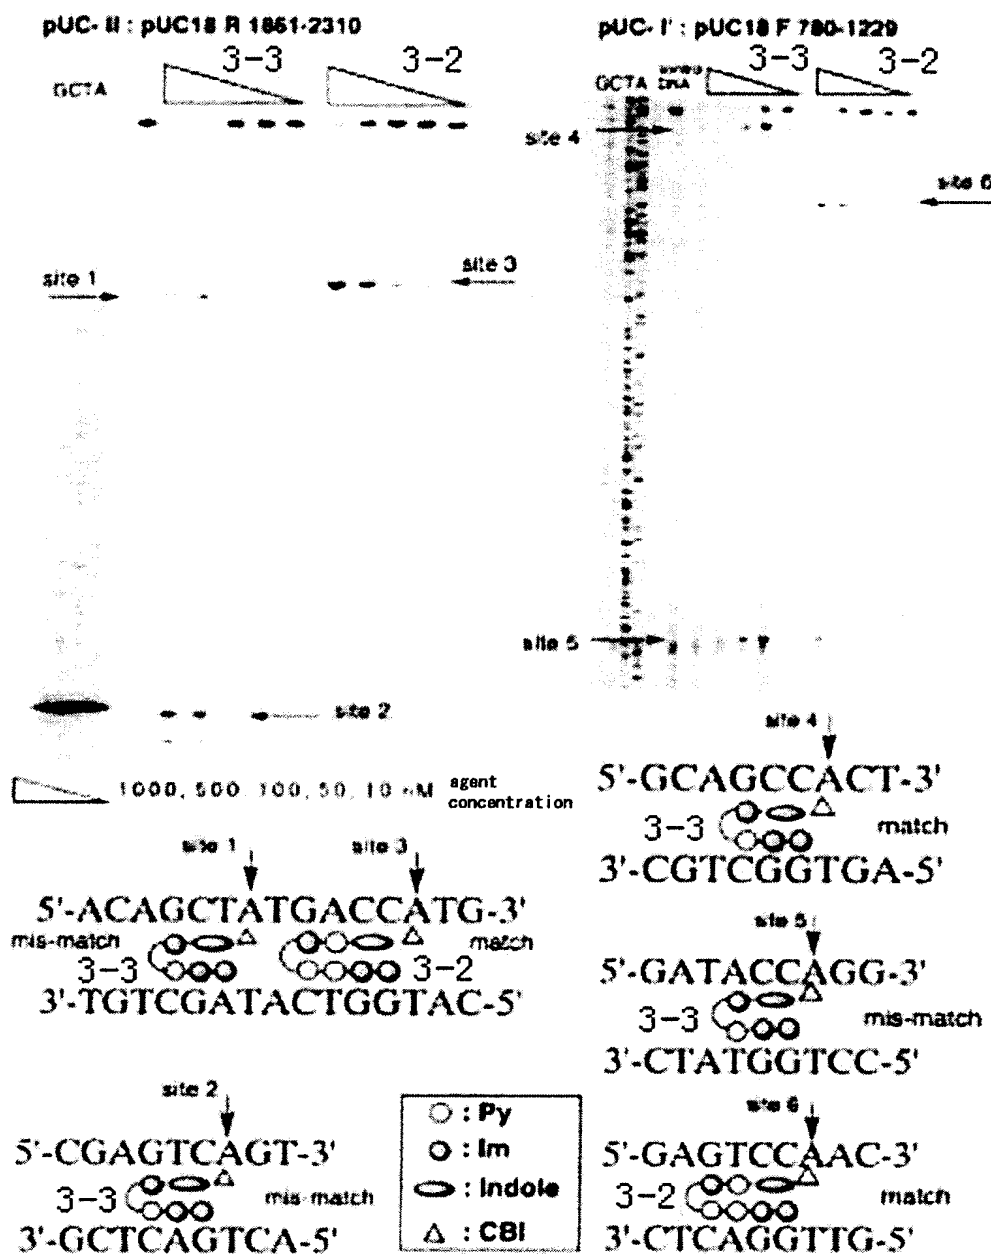 pUC- II : pUC18 R 1861-2310
3-3
3-2
GCTA
site 1
site 3
site 2
1000, 500, 100, 50, 10 nM
agent
concentration
pUC- I' : pUC18 F 780-1229
3-3
3-2
GCTA
DNA
site 4
site 6
site 5
site 1
site 3
5'-ACAGCTATGACCATG-3'
mis-match
match
3-3
3-2
3'-TGTCGATACTGGTAC-5'
site 2
5'-CGAGTCAGT-3'
3-3
mis-match
3'-GCTCAGTCA-5'
: Py
: Im
: Indole
: CBI
site 4
5'-GCAGCCACT-3'
3-3
match
3'-CGTCGGTGA-5'
site 5
5'-GATACCAGG-3'
3-3
mis-match
3'-CTATGGTCC-5'
site 6
5'-GAGTCCAAC-3'
3-2
match
3'-CTCAGGTTG-5'